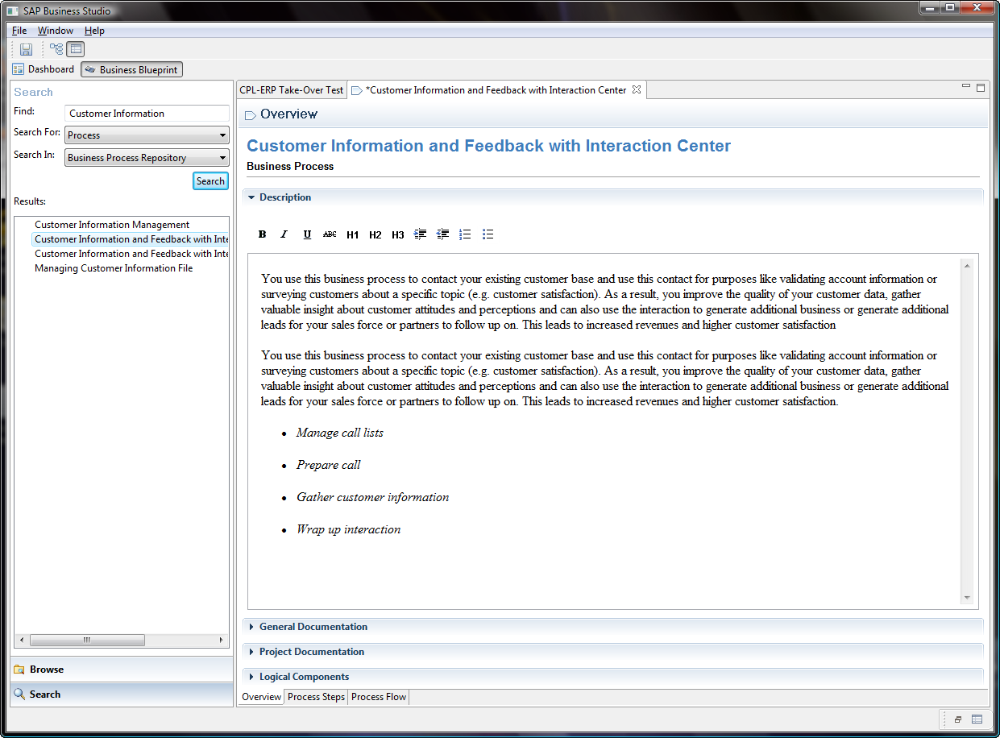 SAP Business Studio
File Window Help
Dashboard Business Blueprint
Search
Find: Customer Information
Search For: Process
Search In: Business Process Repository
Search
Results:
Customer Information Management
Customer Information and Feedback with Inte
Customer Information and Feedback with Inte
Managing Customer Information File
Browse
Search
CPL-ERP Take-Over Test *Customer Information and Feedback with Interaction Center
Overview
Customer Information and Feedback with Interaction Center
Business Process
Description
B I U ABC H1 H2 H3
You use this business process to contact your existing customer base and use this contact for purposes like validating account information or
surveying customers about a specific topic (e.g. customer satisfaction). As a result, you improve the quality of your customer data, gather
valuable insight about customer attitudes and perceptions and can also use the interaction to generate additional business or generate additional
leads for your sales force or partners to follow up on. This leads to increased revenues and higher customer satisfaction
You use this business process to contact your existing customer base and use this contact for purposes like validating account information or
surveying customers about a specific topic (e.g. customer satisfaction). As a result, you improve the quality of your customer data, gather
valuable insight about customer attitudes and perceptions and can also use the interaction to generate additional business or generate additional
leads for your sales force or partners to follow up on. This leads to increased revenues and higher customer satisfaction.
• Manage call lists
• Prepare call
• Gather customer information
• Wrap up interaction
General Documentation
Project Documentation
Logical Components
Overview Process Steps Process Flow